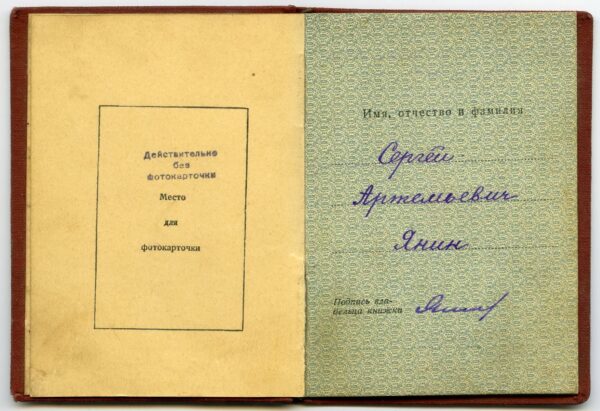 Действительно
без
фотокарточки
Место
для
фотокарточки
Имя, отчество и фамилия
Сергей
Артемьевич
Янин
Подпись вла-
дельца книжки